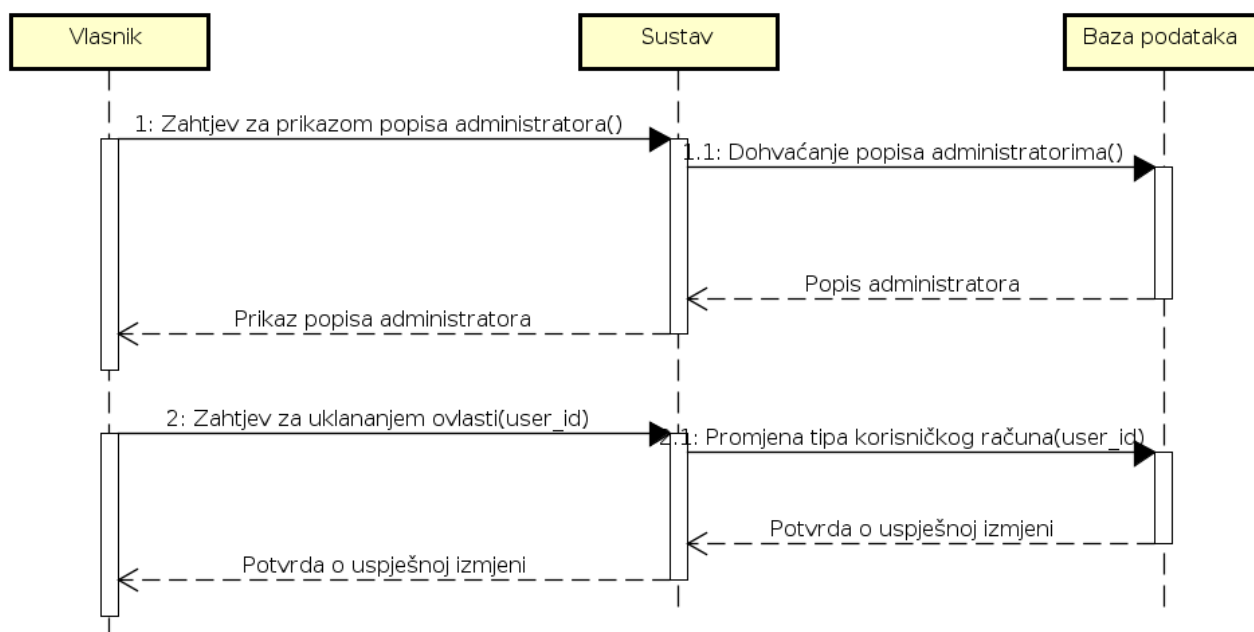 Vlasnik
Sustav
Baza podataka
1: Zahtjev za prikazom popisa administratora()
1.1: Dohvaćanje popisa administratorima()
Popis administratora
Prikaz popisa administratora
2: Zahtjev za uklananjem ovlasti(user_id)
2.1: Promjena tipa korisničkog računa(user_id)
Potvrda o uspješnoj izmjeni
Potvrda o uspješnoj izmjeni